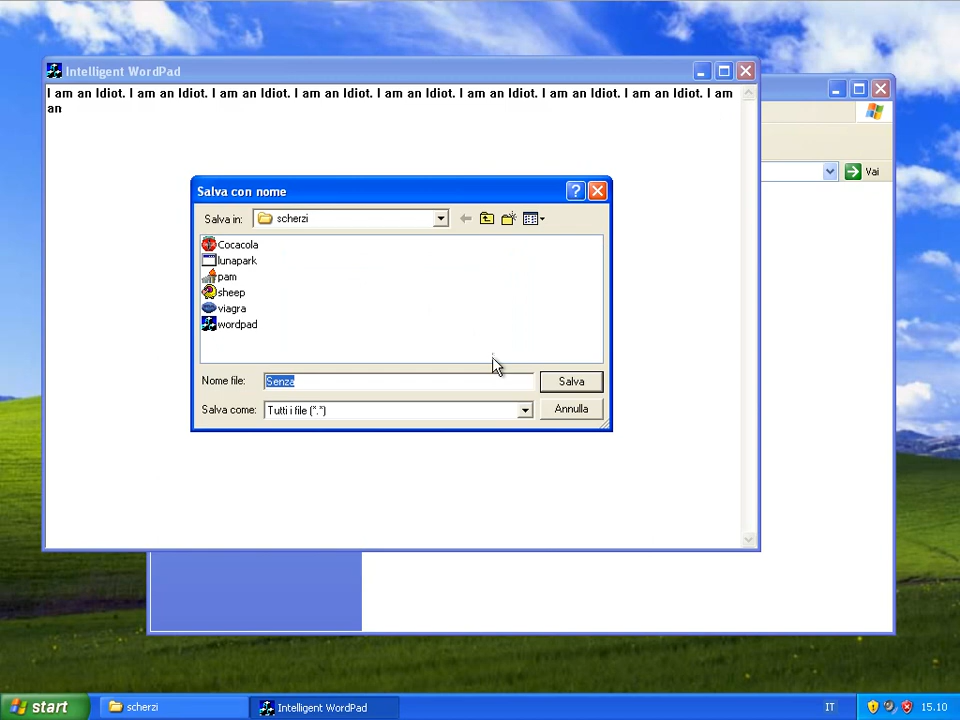 Intelligent WordPad
I am an Idiot. I am an Idiot. I am an Idiot. I am an Idiot. I am an Idiot. I am an Idiot. I am an Idiot. I am an Idiot. I am
an
Vai
Salva con nome
Salva in: scherzi
Cocacola
lunapark
pam
sheep
viagra
wordpad
Nome file: Senza
Salva
Salva come: Tutti i file (*.*)
Annulla
start scherzi Intelligent WordPad IT 15.10